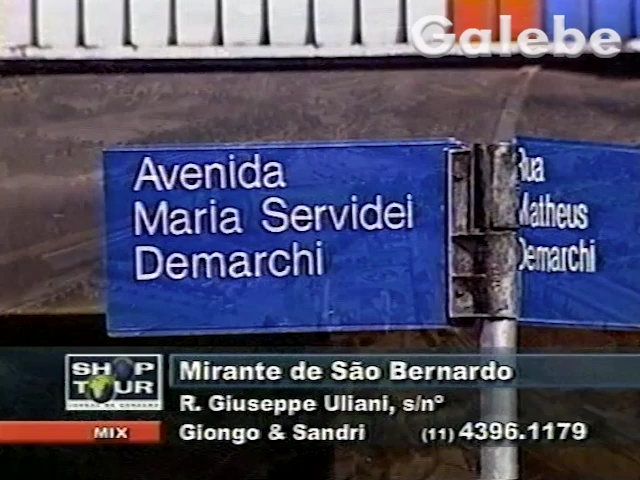 Galebe
Avenida
Maria Servidei
Demarchi
Rua
Matheus
Demarchi
SHOP
TOUR
MIX
Mirante de São Bernardo
R. Giuseppe Uliani, s/nº
Giongo & Sandri (11) 4396.1179